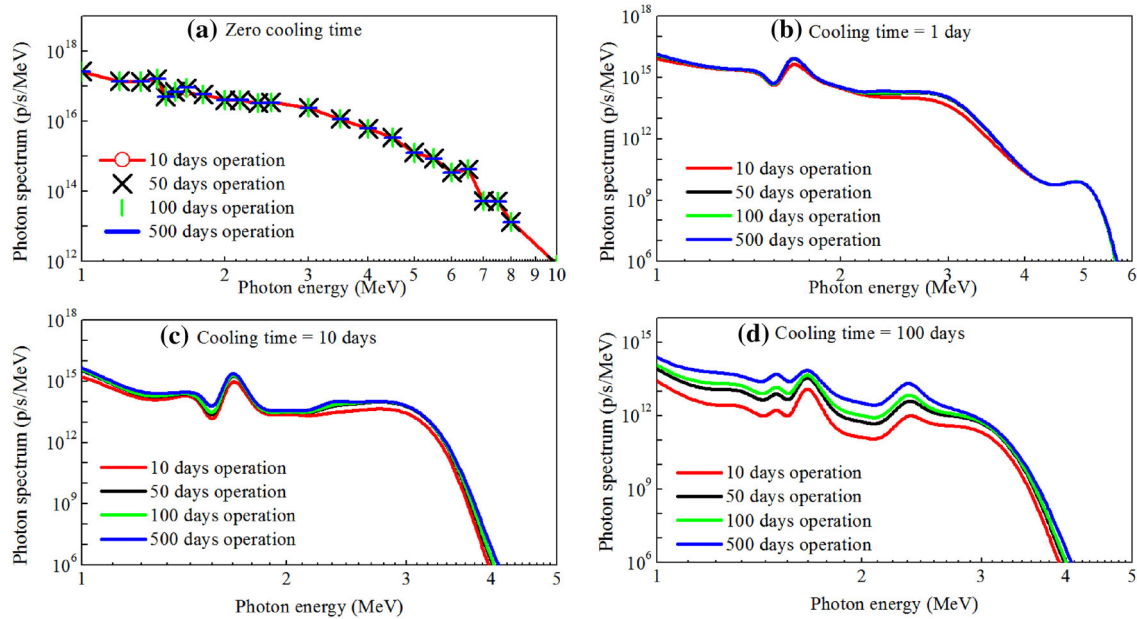 (a) Zero cooling time
Photon spectrum (p/s/MeV)
10^18
10^16
10^14
10^12
10 days operation
50 days operation
100 days operation
500 days operation
1 2 3 4 5 6 7 8 9 10
Photon energy (MeV)
(b) Cooling time = 1 day
Photon spectrum (p/s/MeV)
10^18
10^15
10^12
10^9
10^6
10 days operation
50 days operation
100 days operation
500 days operation
1 2 3 4 5 6
Photon energy (MeV)
(c) Cooling time = 10 days
Photon spectrum (p/s/MeV)
10^18
10^15
10^12
10^9
10^6
10 days operation
50 days operation
100 days operation
500 days operation
1 2 3 4 5
Photon energy (MeV)
(d) Cooling time = 100 days
Photon spectrum (p/s/MeV)
10^18
10^15
10^12
10^9
10^6
10 days operation
50 days operation
100 days operation
500 days operation
1 2 3 4 5
Photon energy (MeV)